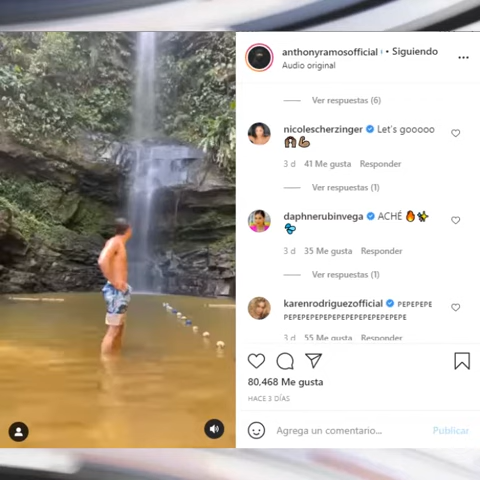 anthonyramosofficial • Siguiendo
Audio original
Ver respuestas (6)
nicolescherzinger Let's gooooo
3 d 41 Me gusta Responder
Ver respuestas (1)
daphnerubinvega ACHÉ 🔥✨
3 d 35 Me gusta Responder
Ver respuestas (1)
karenrodriguezofficial PEPEPEPE
PEPEPEPEPEPEPEPEPEPEPEPEPE
3 d 55 Me gusta Responder
80,468 Me gusta
HACE 3 DÍAS
Agrega un comentario...
Publicar